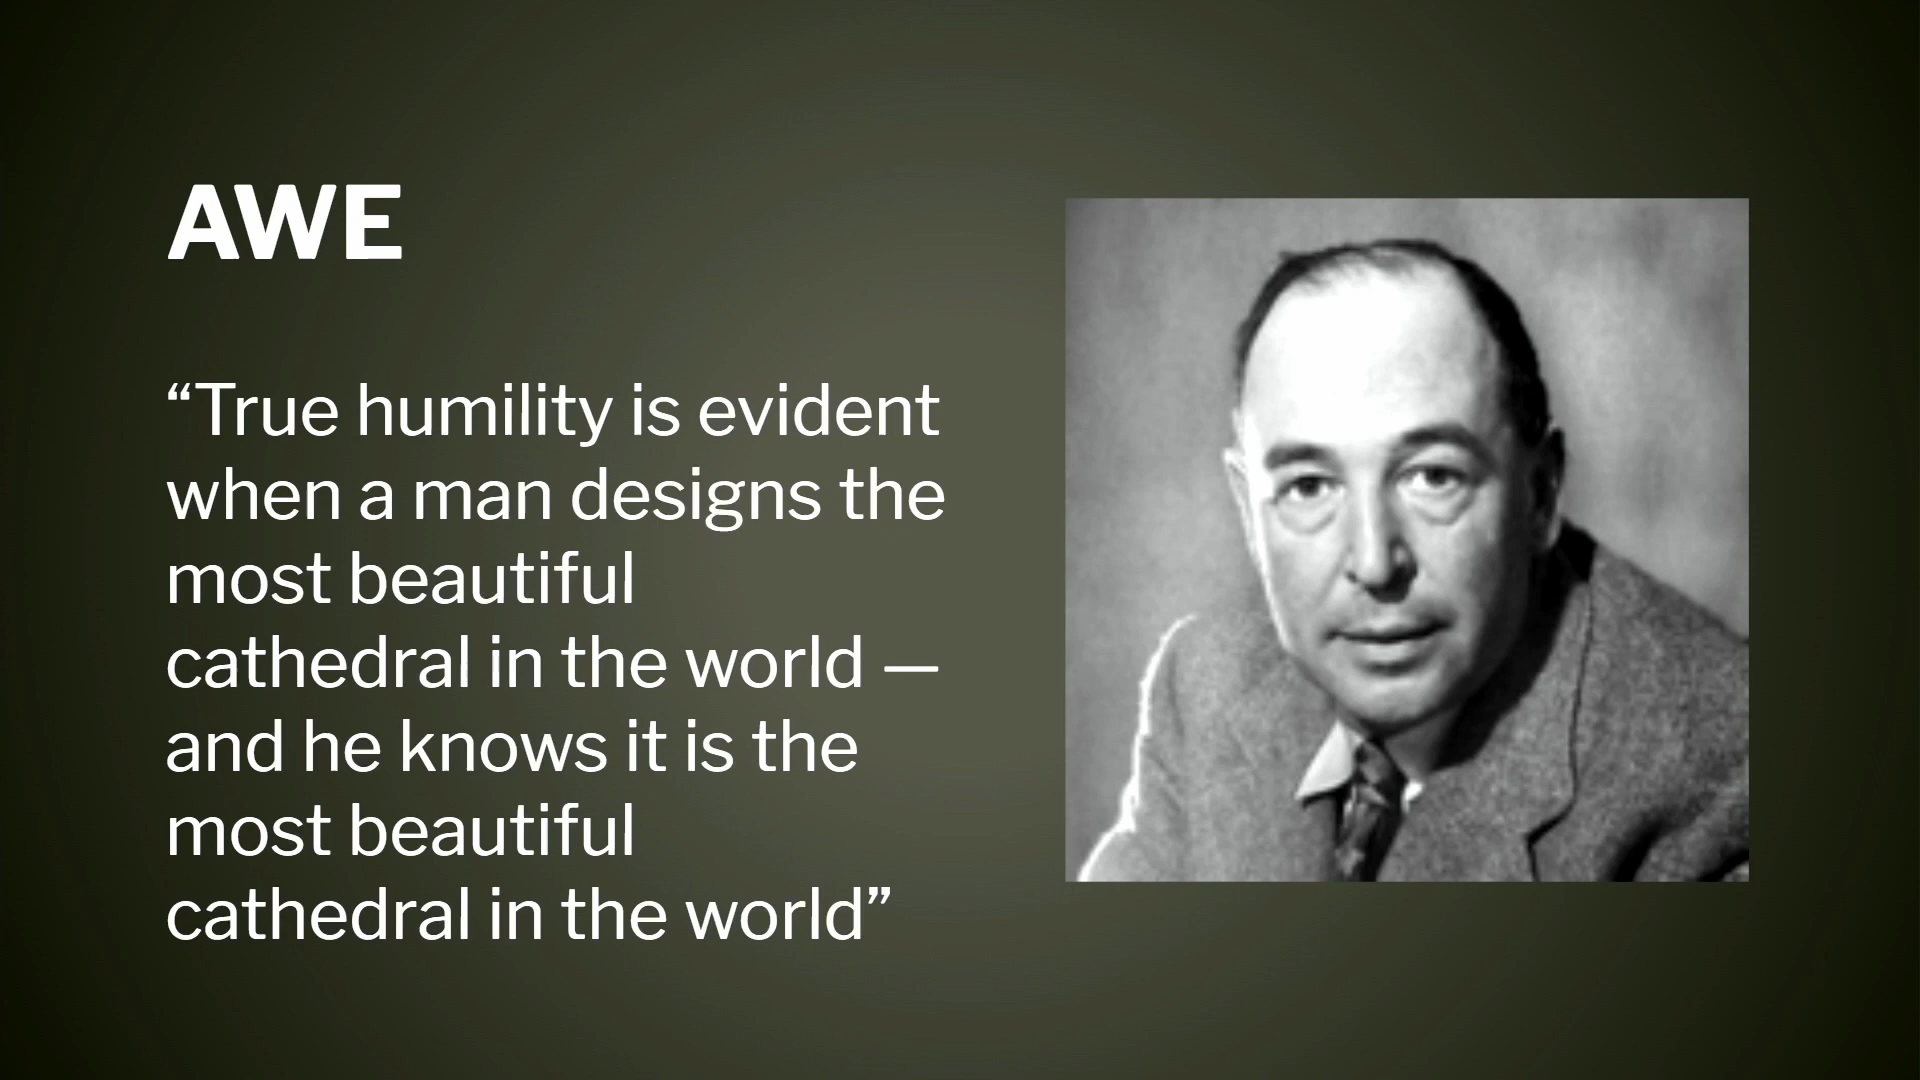 AWE
“True humility is evident
when a man designs the
most beautiful
cathedral in the world —
and he knows it is the
most beautiful
cathedral in the world”